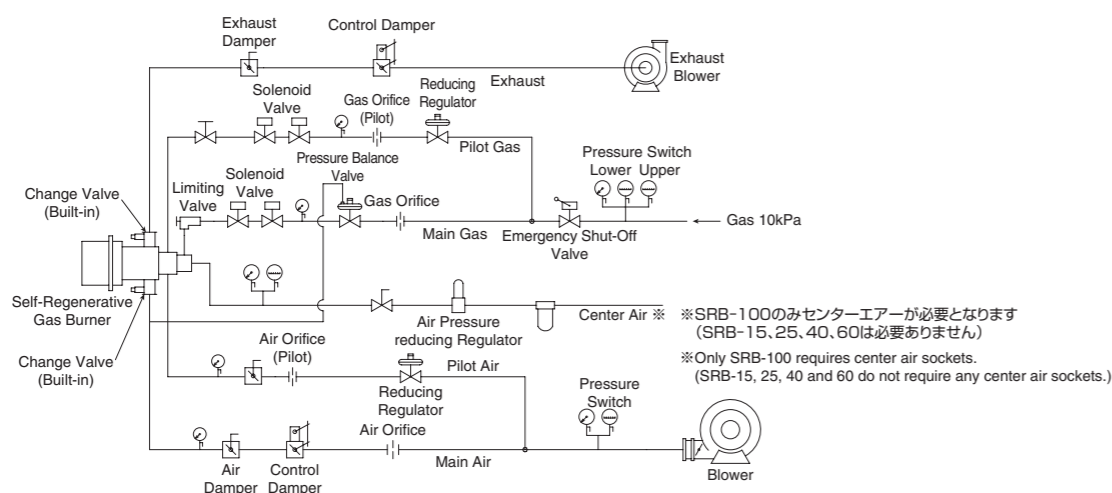 Exhaust
Damper
Control Damper
Exhaust
Exhaust
Blower
Solenoid
Valve
Gas Orifice
(Pilot)
Reducing
Regulator
Pilot Gas
Pressure Switch
Lower Upper
Change Valve
(Built-in)
Limiting
Valve
Solenoid
Valve
Pressure Balance
Valve
Gas Orifice
Main Gas
Emergency Shut-Off
Valve
Gas 10kPa
Self-Regenerative
Gas Burner
Change Valve
(Built-in)
Air Pressure
reducing Regulator
Center Air ※
※SRB-100のみセンターエアーが必要となります
(SRB-15、25、40、60は必要ありません)
※Only SRB-100 requires center air sockets.
(SRB-15, 25, 40 and 60 do not require any center air sockets.)
Air Orifice
(Pilot)
Pilot Air
Reducing
Regulator
Pressure
Switch
Air Orifice
Main Air
Air
Damper
Control
Damper
Blower